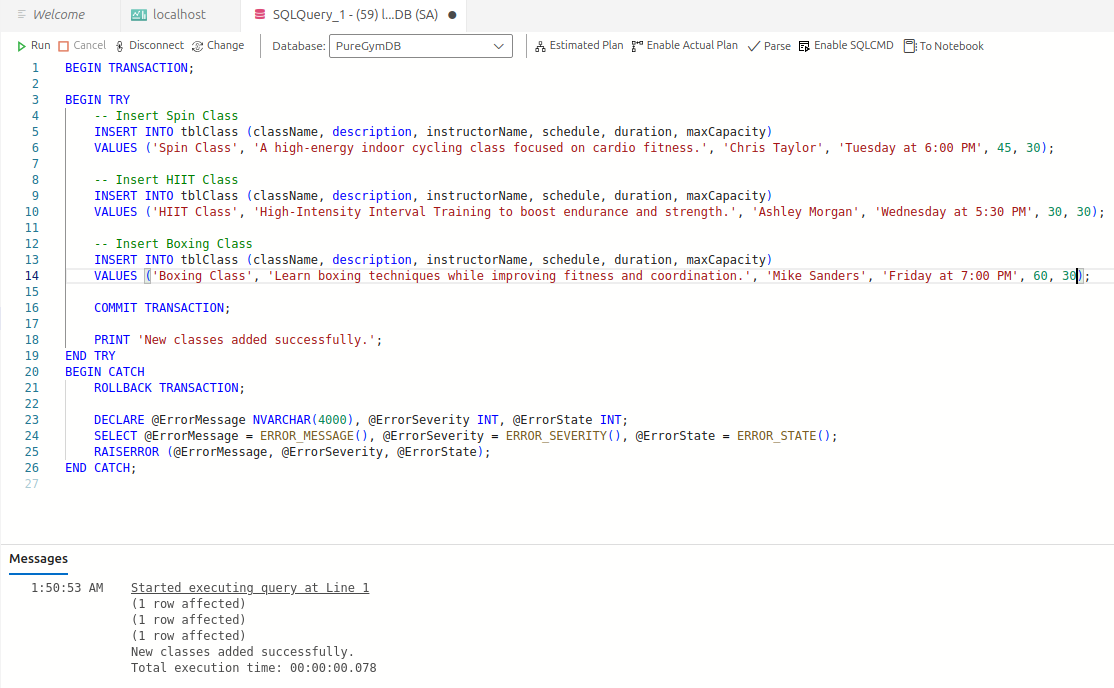 Welcome localhost SQLQuery_1 - (59) l...DB (SA)
Run Cancel Disconnect Change Database: PureGymDB Estimated Plan Enable Actual Plan Parse Enable SQLCMD To Notebook
1 BEGIN TRANSACTION;
2
3 BEGIN TRY
4 -- Insert Spin Class
5 INSERT INTO tblClass (className, description, instructorName, schedule, duration, maxCapacity)
6 VALUES ('Spin Class', 'A high-energy indoor cycling class focused on cardio fitness.', 'Chris Taylor', 'Tuesday at 6:00 PM', 45, 30);
7
8 -- Insert HIIT Class
9 INSERT INTO tblClass (className, description, instructorName, schedule, duration, maxCapacity)
10 VALUES ('HIIT Class', 'High-Intensity Interval Training to boost endurance and strength.', 'Ashley Morgan', 'Wednesday at 5:30 PM', 30, 30);
11
12 -- Insert Boxing Class
13 INSERT INTO tblClass (className, description, instructorName, schedule, duration, maxCapacity)
14 VALUES ('Boxing Class', 'Learn boxing techniques while improving fitness and coordination.', 'Mike Sanders', 'Friday at 7:00 PM', 60, 30);
15
16 COMMIT TRANSACTION;
17
18 PRINT 'New classes added successfully.';
19 END TRY
20 BEGIN CATCH
21 ROLLBACK TRANSACTION;
22
23 DECLARE @ErrorMessage NVARCHAR(4000), @ErrorSeverity INT, @ErrorState INT;
24 SELECT @ErrorMessage = ERROR_MESSAGE(), @ErrorSeverity = ERROR_SEVERITY(), @ErrorState = ERROR_STATE();
25 RAISERROR (@ErrorMessage, @ErrorSeverity, @ErrorState);
26 END CATCH;
27
Messages
1:50:53 AM Started executing query at Line 1
(1 row affected)
(1 row affected)
(1 row affected)
New classes added successfully.
Total execution time: 00:00:00.078